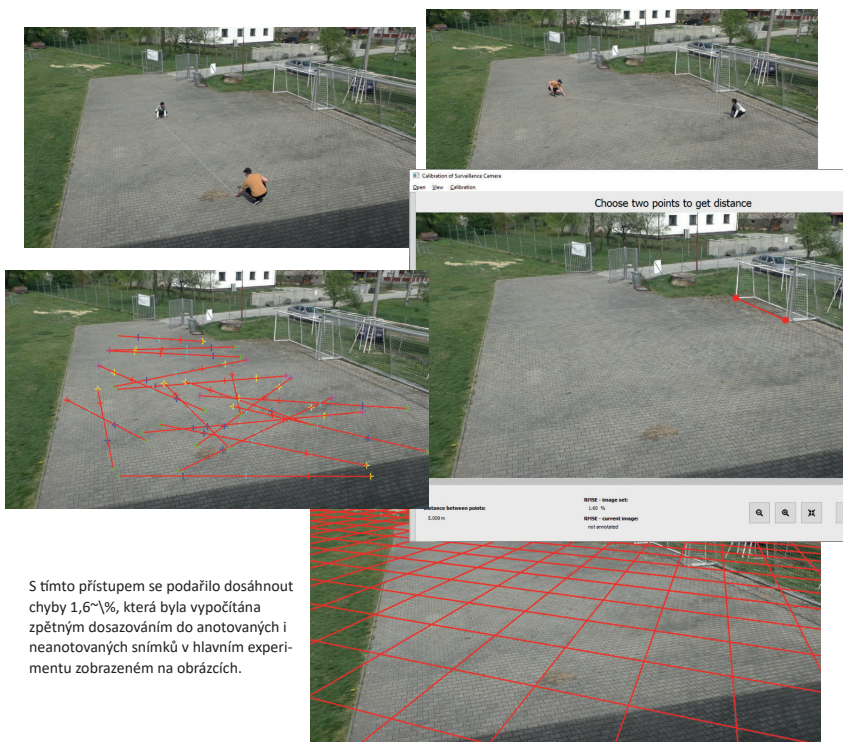 Calibration of Surveillance Camera
Open View Calibration
Choose two points to get distance
Distance between points:
5.009 m
RMSE - image set:
1.60 %
RMSE - current image:
not annotated
S tímto přístupem se podařilo dosáhnout
chyby 1,6~\%, která byla vypočítána
zpětným dosazováním do anotovaných i
neanotovaných snímků v hlavním experi-
mentu zobrazeném na obrázcích.